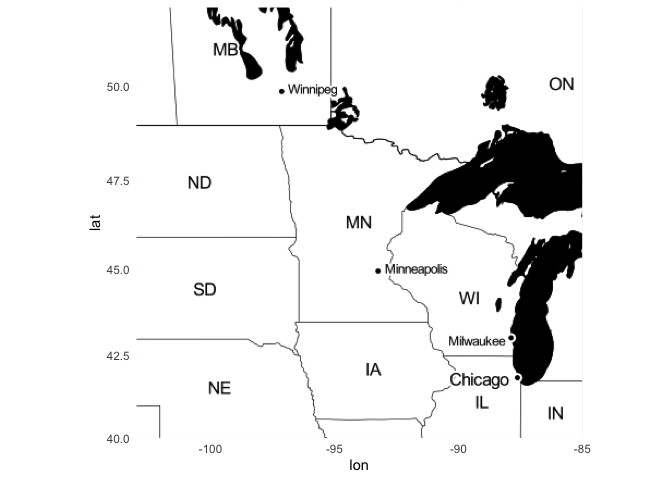 MB
50.0
Winnipeg
ON
47.5
ND
MN
lat
45.0
Minneapolis
SD
WI
Milwaukee
42.5
IA
Chicago
NE
IL
IN
40.0
-100
-95
-90
-85
lon